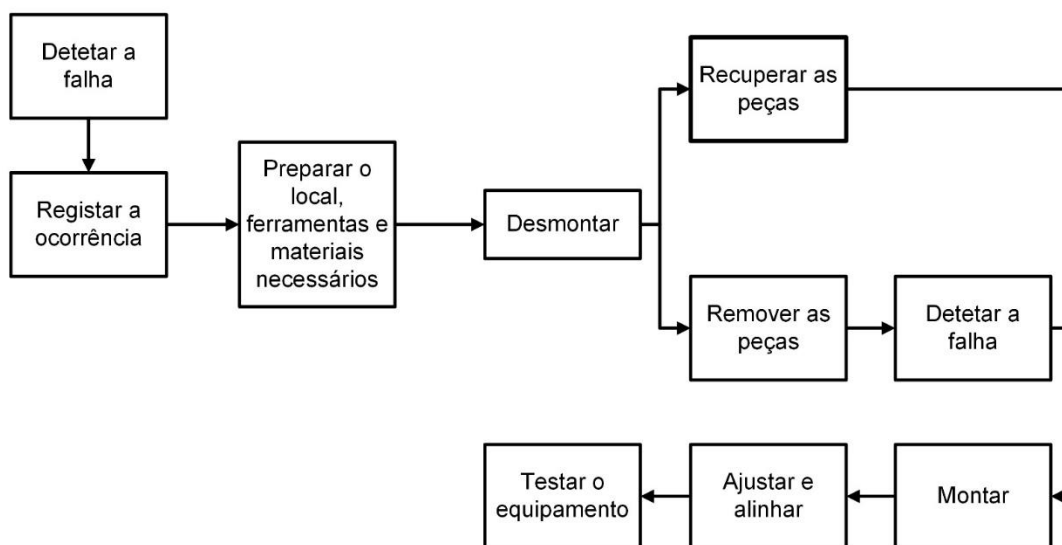 Detetar a
falha
Registar a
ocorrência
Preparar o
local,
ferramentas e
materiais
necessários
Desmontar
Recuperar as
peças
Remover as
peças
Detetar a
falha
Montar
Ajustar e
alinhar
Testar o
equipamento